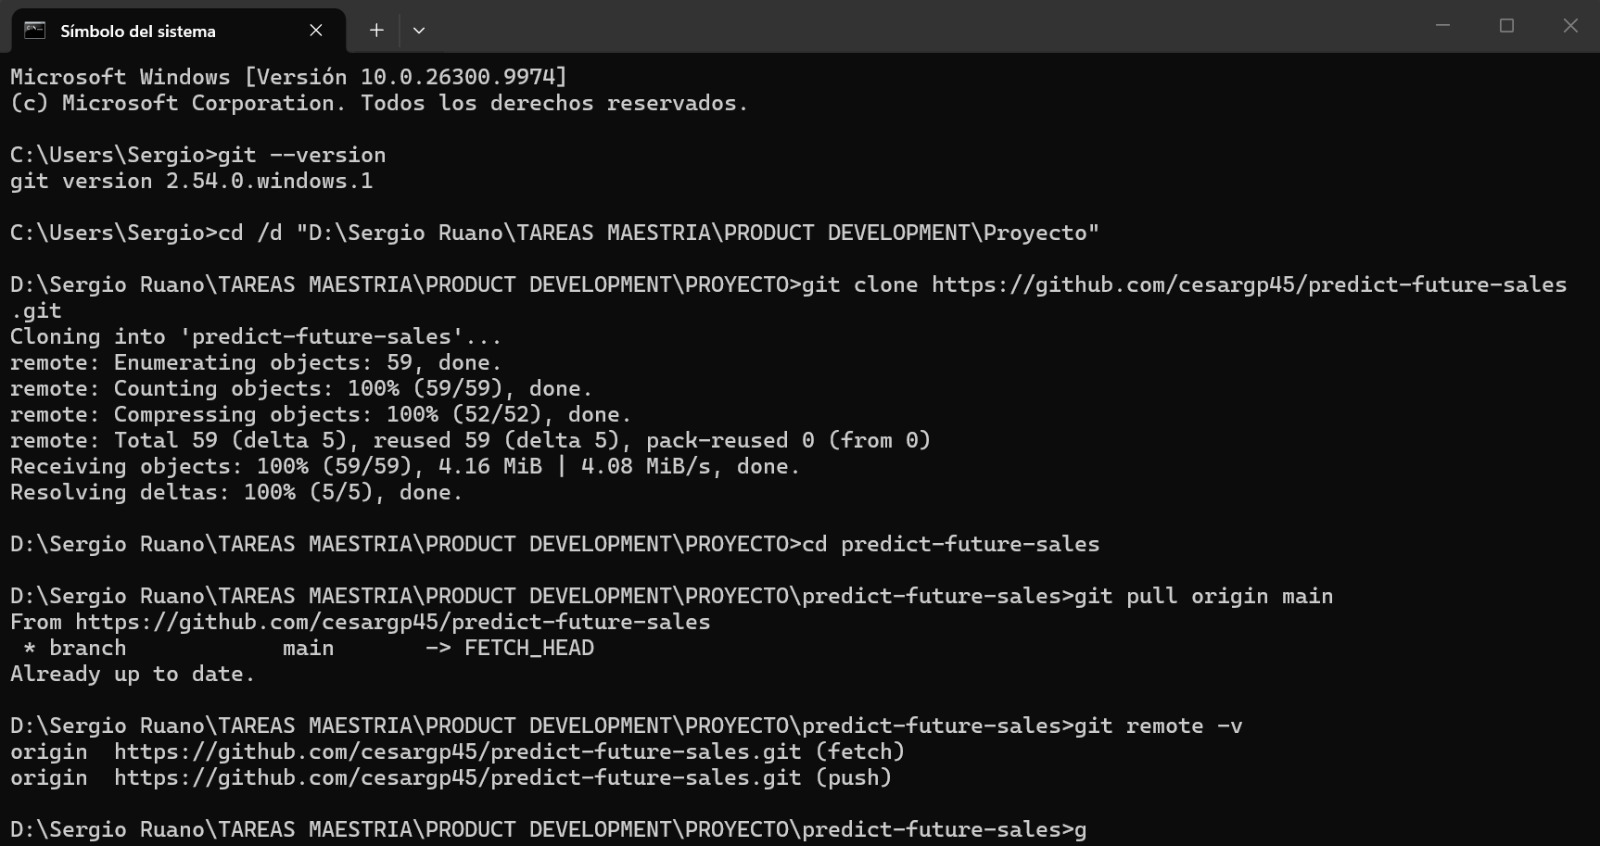 Símbolo del sistema
Microsoft Windows [Versión 10.0.26300.9974]
(c) Microsoft Corporation. Todos los derechos reservados.
C:\Users\Sergio>git --version
git version 2.54.0.windows.1
C:\Users\Sergio>cd /d "D:\Sergio Ruano\TAREAS MAESTRIA\PRODUCT DEVELOPMENT\Proyecto"
D:\Sergio Ruano\TAREAS MAESTRIA\PRODUCT DEVELOPMENT\PROYECTO>git clone https://github.com/cesargp45/predict-future-sales
.git
Cloning into 'predict-future-sales'...
remote: Enumerating objects: 59, done.
remote: Counting objects: 100% (59/59), done.
remote: Compressing objects: 100% (52/52), done.
remote: Total 59 (delta 5), reused 59 (delta 5), pack-reused 0 (from 0)
Receiving objects: 100% (59/59), 4.16 MiB | 4.08 MiB/s, done.
Resolving deltas: 100% (5/5), done.
D:\Sergio Ruano\TAREAS MAESTRIA\PRODUCT DEVELOPMENT\PROYECTO>cd predict-future-sales
D:\Sergio Ruano\TAREAS MAESTRIA\PRODUCT DEVELOPMENT\PROYECTO\predict-future-sales>git pull origin main
From https://github.com/cesargp45/predict-future-sales
 * branch            main       -> FETCH_HEAD
Already up to date.
D:\Sergio Ruano\TAREAS MAESTRIA\PRODUCT DEVELOPMENT\PROYECTO\predict-future-sales>git remote -v
origin  https://github.com/cesargp45/predict-future-sales.git (fetch)
origin  https://github.com/cesargp45/predict-future-sales.git (push)
D:\Sergio Ruano\TAREAS MAESTRIA\PRODUCT DEVELOPMENT\PROYECTO\predict-future-sales>g